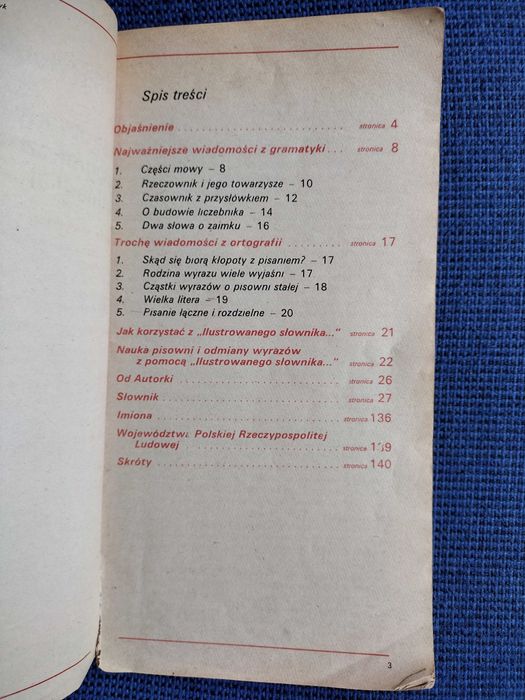 yk
Spis treści
Objaśnienie .................... stronica 4
Najważniejsze wiadomości z gramatyki ... stronica 8
1. Części mowy – 8
2. Rzeczownik i jego towarzysze – 10
3. Czasownik z przysłówkiem – 12
4. O budowie liczebnika – 14
5. Dwa słowa o zaimku – 16
Trochę wiadomości z ortografii ......... stronica 17
1. Skąd się biorą kłopoty z pisaniem? – 17
2. Rodzina wyrazu wiele wyjaśni – 17
3. Cząstki wyrazów o pisowni stałej – 18
4. Wielka litera – 19
5. Pisanie łączne i rozdzielne – 20
Jak korzystać z „Ilustrowanego słownika..." stronica 21
Nauka pisowni i odmiany wyrazów
z pomocą „Ilustrowanego słownika..." ..... stronica 22
Od Autorki .................... stronica 26
Słownik .................... stronica 27
Imiona .................... stronica 136
Województwa Polskiej Rzeczypospolitej
Ludowej .................... stronica
Skróty .................... stronica 140
3